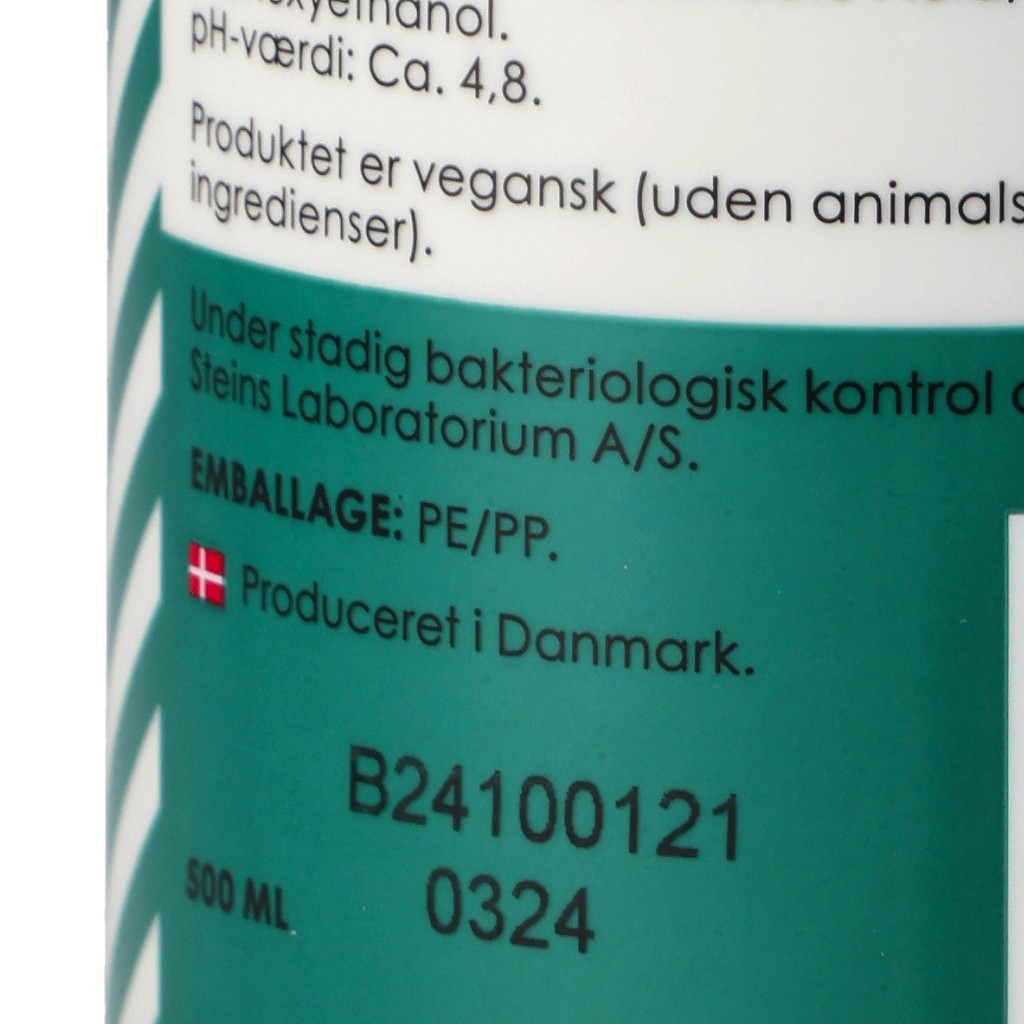 pH-værdi: Ca. 4,8.
Produktet er vegansk (uden
ingredienser).
Under stadig bakteriologisk kontrol
Steins Laboratorium A/S.
EMBALLAGE: PE/PP.
Produceret i Danmark.
B24100121
500 ML 0324